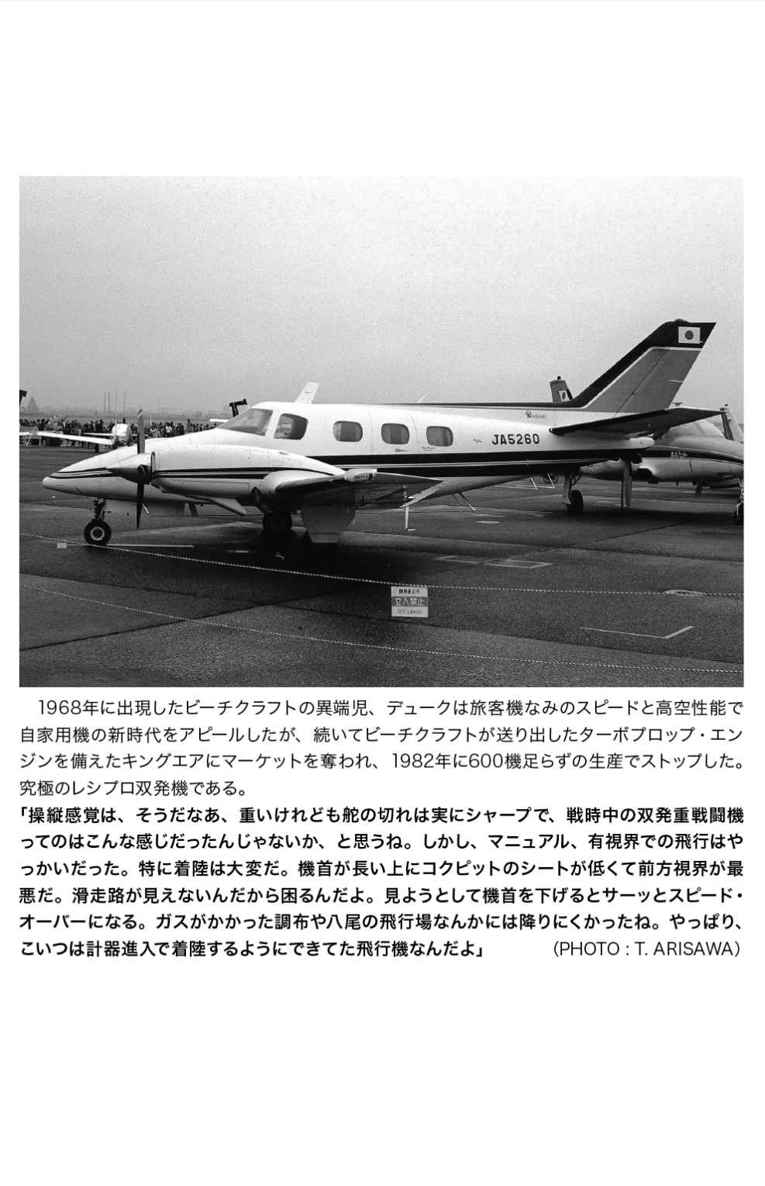 JA5260
立入禁止
　1968年に出現したビーチクラフトの異端児、デュークは旅客機なみのスピードと高空性能で
自家用機の新時代をアピールしたが、続いてビーチクラフトが送り出したターボプロップ・エン
ジンを備えたキングエアにマーケットを奪われ、1982年に600機足らずの生産でストップした。
究極のレシプロ双発機である。
「操縦感覚は、そうだなあ、重いけれども舵の切れは実にシャープで、戦時中の双発重戦闘機
ってのはこんな感じだったんじゃないか、と思うね。しかし、マニュアル、有視界での飛行はや
っかいだった。特に着陸は大変だ。機首が長い上にコクピットのシートが低くて前方視界が最
悪だ。滑走路が見えないんだから困るんだよ。見ようとして機首を下げるとサーッとスピード・
オーバーになる。ガスがかかった調布や八尾の飛行場なんかには降りにくかったね。やっぱり、
こいつは計器進入で着陸するようにできてた飛行機なんだよ」　（PHOTO : T. ARISAWA）